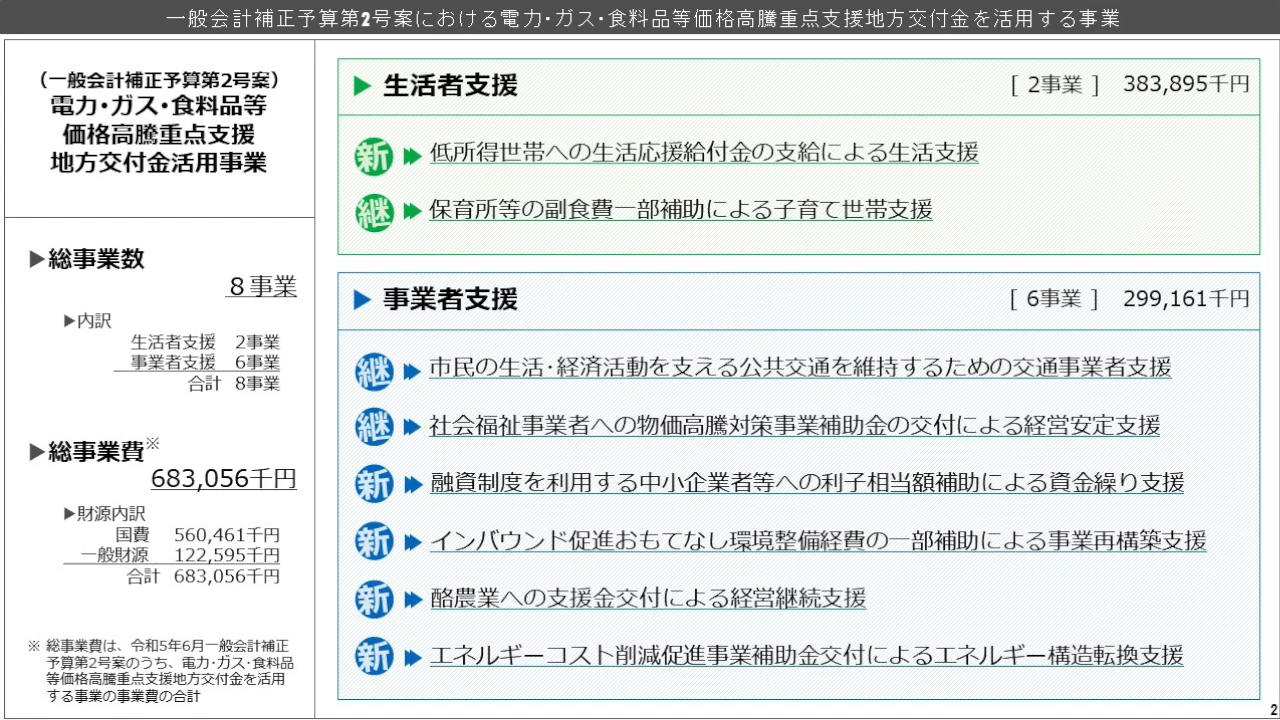 一般会計補正予算第2号案における電力・ガス・食料品等価格高騰重点支援地方交付金を活用する事業
（一般会計補正予算第2号案）
電力・ガス・食料品等
価格高騰重点支援
地方交付金活用事業
▶総事業数
８事業
▶内訳
生活者支援 2事業
事業者支援 6事業
合計 8事業
▶総事業費※
683,056千円
▶財源内訳
国費 560,461千円
一般財源 122,595千円
合計 683,056千円
※ 総事業費は、令和5年6月一般会計補正
予算第2号案のうち、電力・ガス・食料品
等価格高騰重点支援地方交付金を活用
する事業の事業費の合計
▶ 生活者支援 [ 2事業 ] 383,895千円
新 低所得世帯への生活応援給付金の支給による生活支援
継 保育所等の副食費一部補助による子育て世帯支援
▶ 事業者支援 [ 6事業 ] 299,161千円
継 市民の生活・経済活動を支える公共交通を維持するための交通事業者支援
継 社会福祉事業者への物価高騰対策事業補助金の交付による経営安定支援
新 融資制度を利用する中小企業者等への利子相当額補助による資金繰り支援
新 インバウンド促進おもてなし環境整備経費の一部補助による事業再構築支援
新 酪農業への支援金交付による経営継続支援
新 エネルギーコスト削減促進事業補助金交付によるエネルギー構造転換支援
2